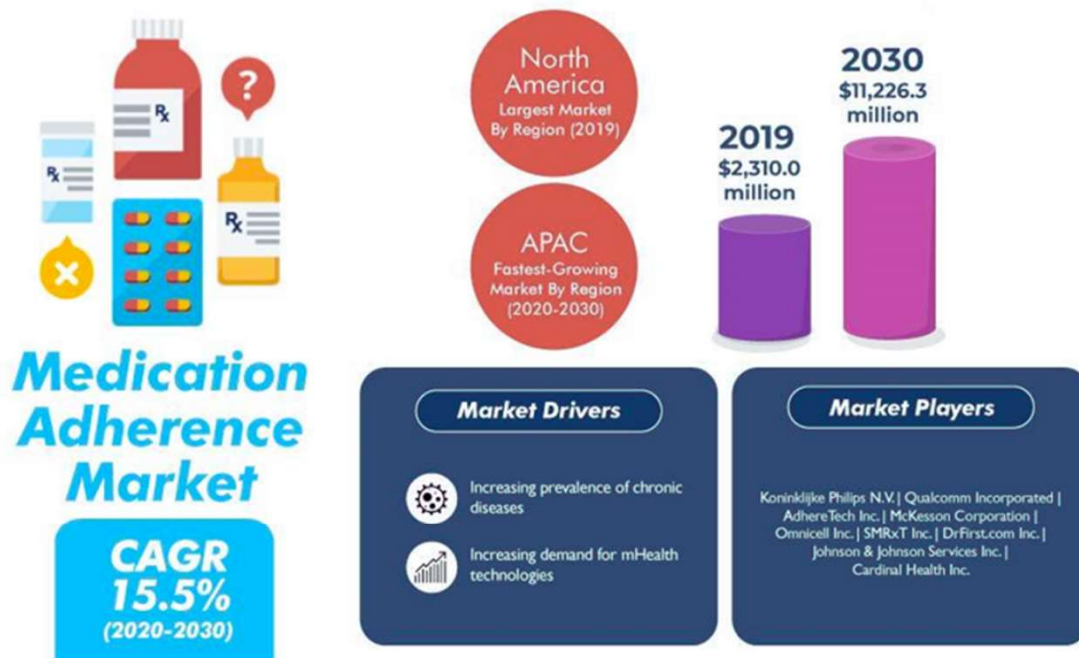 Rx
?
Rx
Rx
Medication
Adherence
Market
CAGR
15.5%
(2020-2030)
North
America
Largest Market
By Region (2019)
APAC
Fastest-Growing
Market By Region
(2020-2030)
2019
$2,310.0
million
2030
$11,226.3
million
Market Drivers
Increasing prevalence of chronic
diseases
Increasing demand for mHealth
technologies
Market Players
Koninklijke Philips N.V. | Qualcomm Incorporated |
AdhereTech Inc. | McKesson Corporation |
Omnicell Inc. | SMRxT Inc. | DrFirst.com Inc. |
Johnson & Johnson Services Inc. |
Cardinal Health Inc.